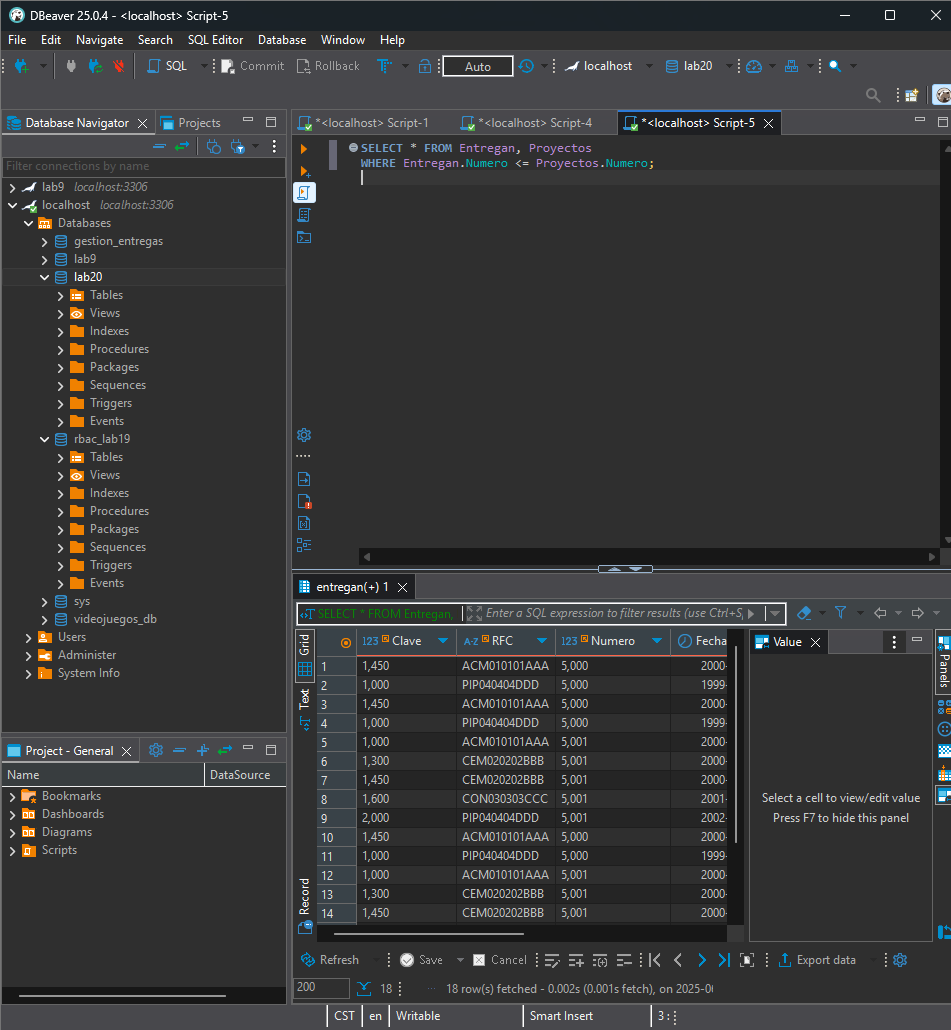 DBeaver 25.0.4 - <localhost> Script-5
File Edit Navigate Search SQL Editor Database Window Help
SQL Commit Rollback Auto localhost lab20
Database Navigator Projects
Filter connections by name
lab9 localhost:3306
localhost localhost:3306
Databases
gestion_entregas
lab9
lab20
Tables
Views
Indexes
Procedures
Packages
Sequences
Triggers
Events
rbac_lab19
Tables
Views
Indexes
Procedures
Packages
Sequences
Triggers
Events
sys
videojuegos_db
Users
Administer
System Info
Project - General
Name DataSource
Bookmarks
Dashboards
Diagrams
Scripts
*<localhost> Script-1 *<localhost> Script-4 *<localhost> Script-5
SELECT * FROM Entregan, Proyectos
WHERE Entregan.Numero <= Proyectos.Numero;
entregan(+) 1
SELECT * FROM Entregan, Enter a SQL expression to filter results (use Ctrl+S
Grid
Text
Record
123 Clave A-Z RFC 123 Numero Fecha
1 1,450 ACM010101AAA 5,000 2000-
2 1,000 PIP040404DDD 5,000 1999-
3 1,450 ACM010101AAA 5,000 2000-
4 1,000 PIP040404DDD 5,000 1999-
5 1,000 ACM010101AAA 5,001 2000-
6 1,300 CEM020202BBB 5,001 2000-
7 1,450 CEM020202BBB 5,001 2000-
8 1,600 CON030303CCC 5,001 2001-
9 2,000 PIP040404DDD 5,001 2002-
10 1,450 ACM010101AAA 5,000 2000-
11 1,000 PIP040404DDD 5,000 1999-
12 1,000 ACM010101AAA 5,001 2000-
13 1,300 CEM020202BBB 5,001 2000-
14 1,450 CEM020202BBB 5,001 2000-
Value
Select a cell to view/edit value
Press F7 to hide this panel
Panels
Refresh Save Cancel Export data
200 18 18 row(s) fetched - 0.002s (0.001s fetch), on 2025-0
CST en Writable Smart Insert 3 :